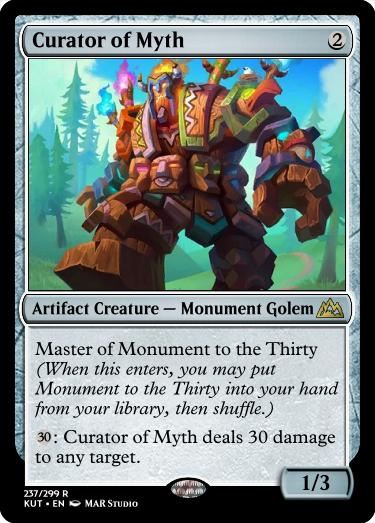 Curator of Myth 2
Artifact Creature — Monument Golem
Master of Monument to the Thirty
(When this enters, you may put
Monument to the Thirty into your hand
from your library, then shuffle.)
30: Curator of Myth deals 30 damage
to any target.
1/3
237/299 R
KUT • EN MAR STUDIO